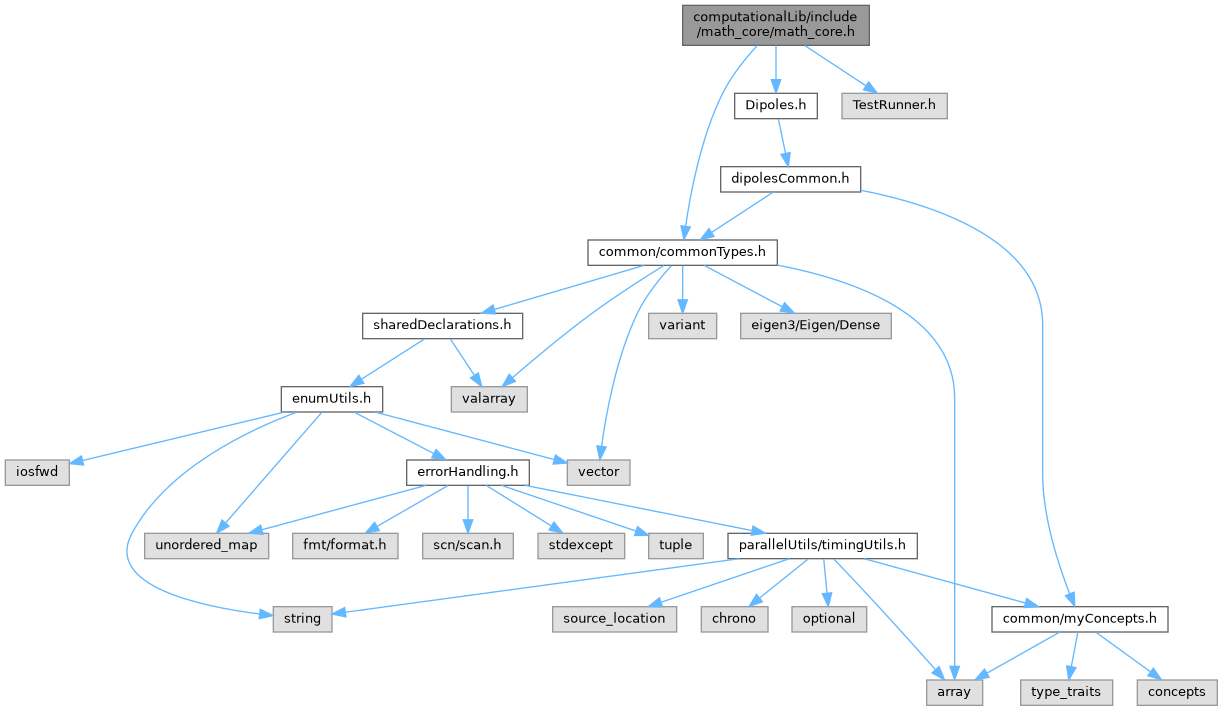 computationalLib/include
/math_core/math_core.h
Dipoles.h
TestRunner.h
dipolesCommon.h
common/commonTypes.h
sharedDeclarations.h
variant
eigen3/Eigen/Dense
enumUtils.h
valarray
iosfwd
errorHandling.h
vector
unordered_map
fmt/format.h
scn/scan.h
stdexcept
tuple
parallelUtils/timingUtils.h
string
source_location
chrono
optional
common/myConcepts.h
array
type_traits
concepts